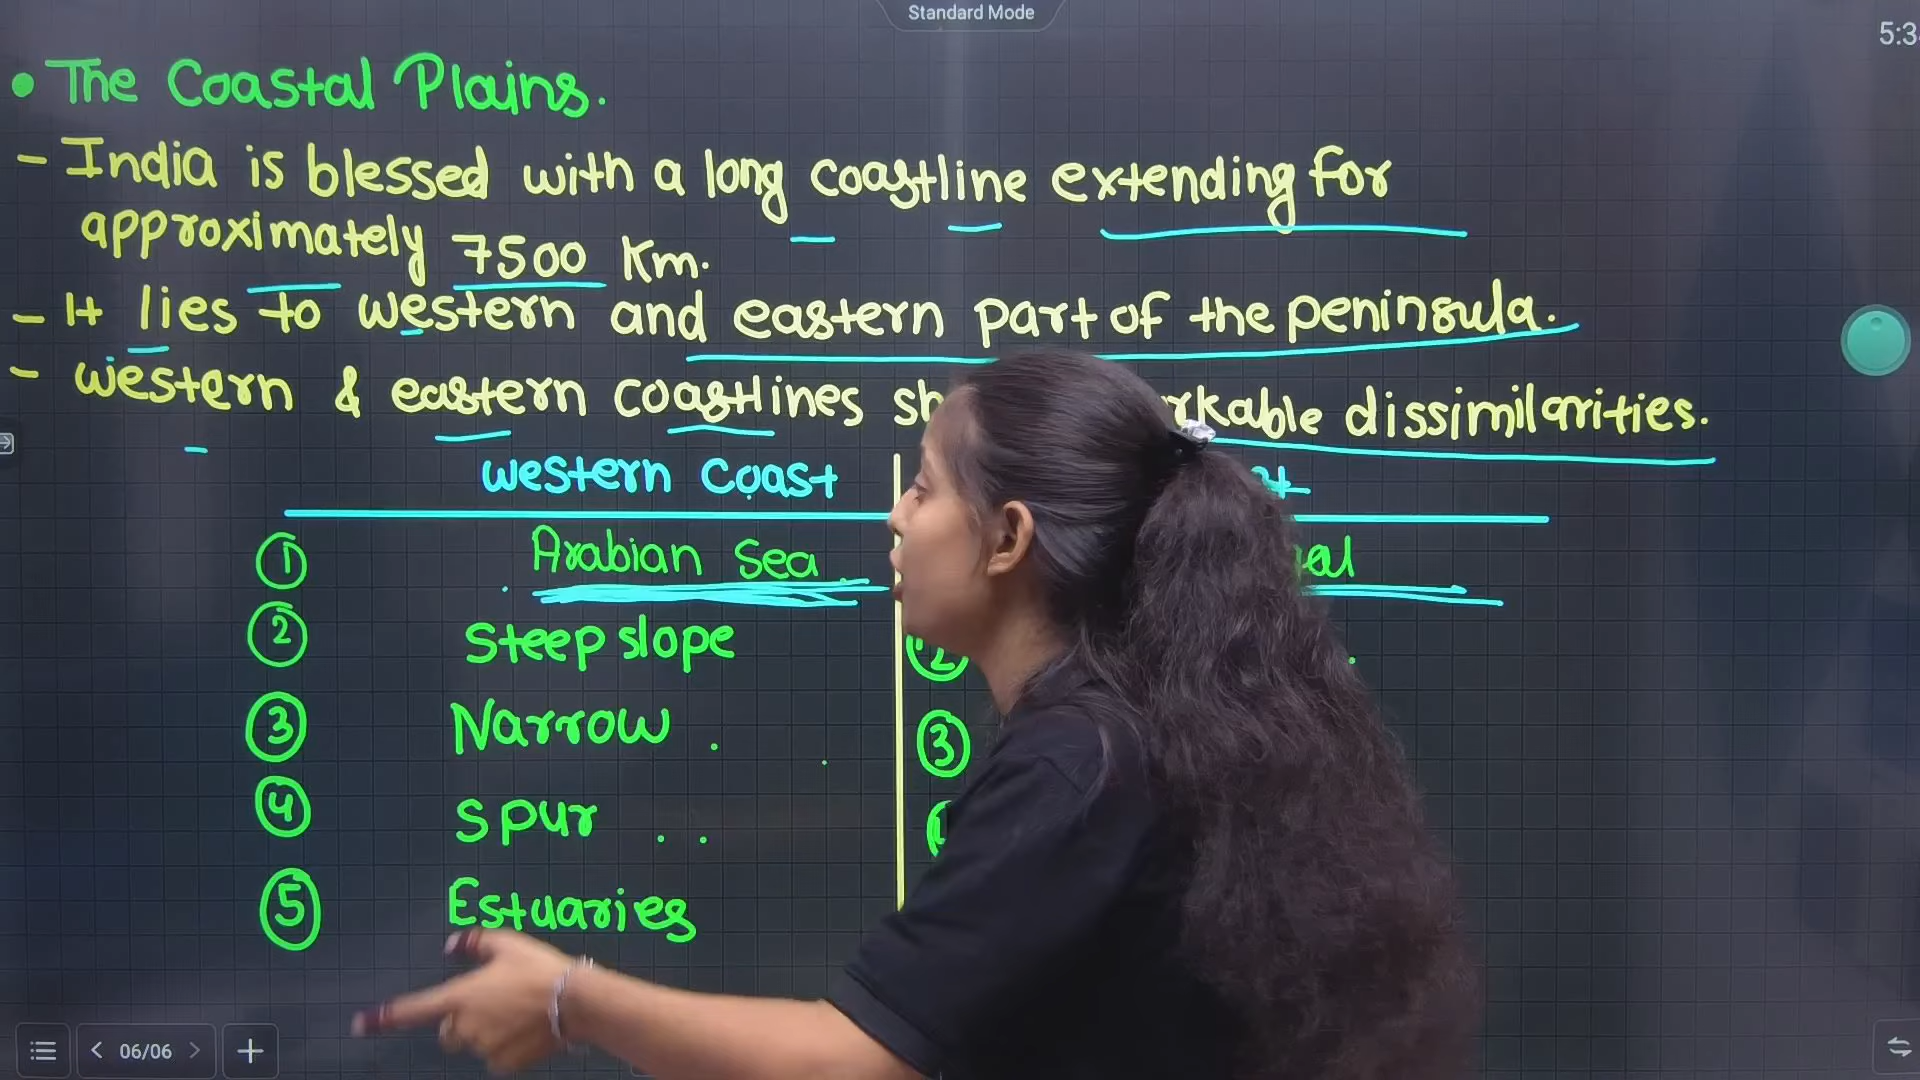 Standard Mode
5:3
• The Coastal Plains.
- India is blessed with a long coastline extending for
approximately 7500 Km.
- It lies to western and eastern part of the peninsula.
- western & eastern coastlines dissimilarities.
western Coast
① Arabian Sea
② Steep slope ②
③ Narrow. ③
④ Spur
⑤ Estuaries
06/06